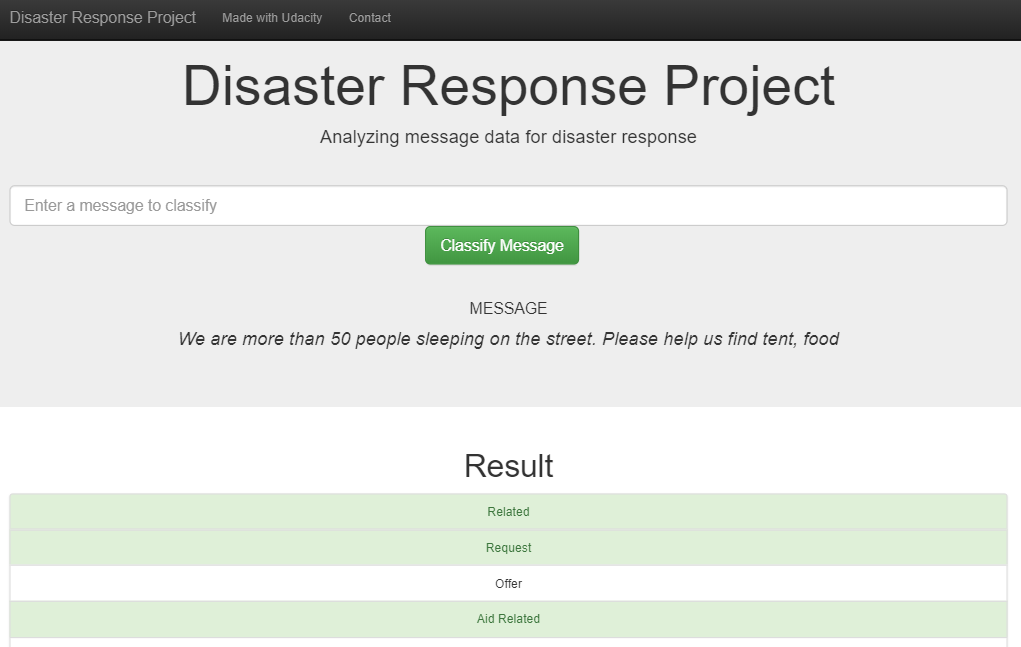 Disaster Response Project Made with Udacity Contact
Disaster Response Project
Analyzing message data for disaster response
Enter a message to classify
Classify Message
MESSAGE
We are more than 50 people sleeping on the street. Please help us find tent, food
Result
Related
Request
Offer
Aid Related